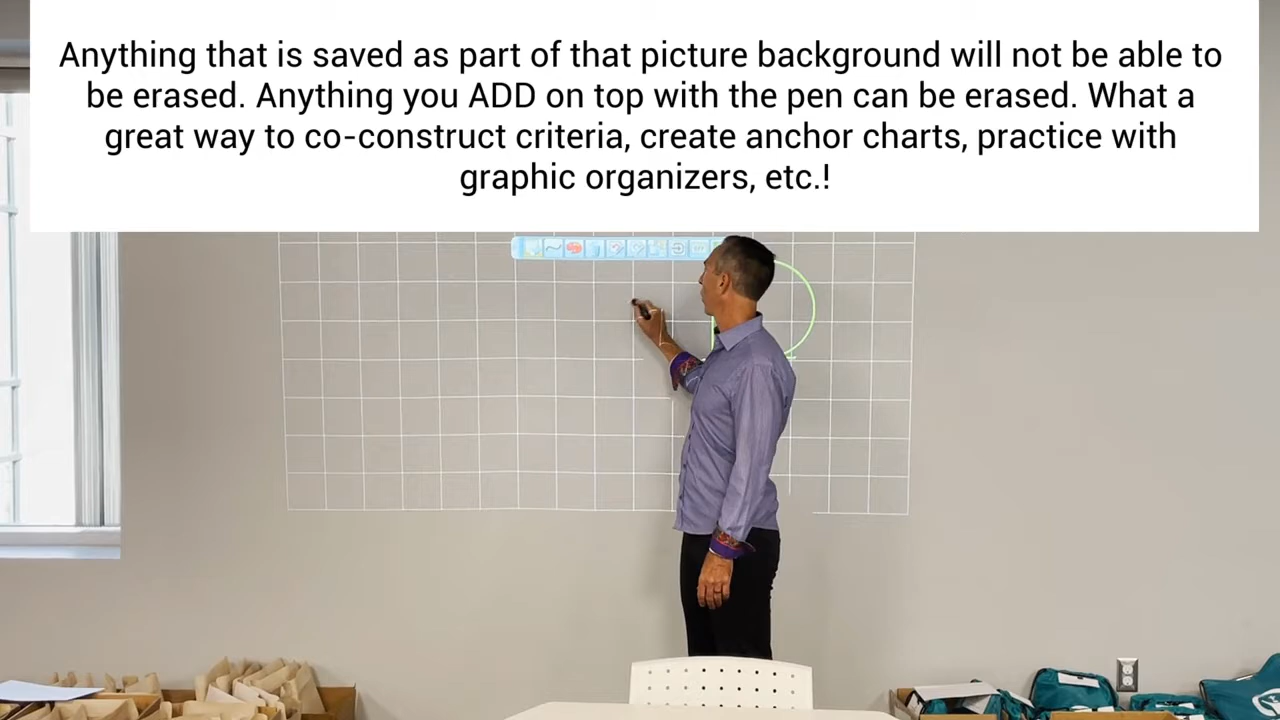 Anything that is saved as part of that picture background will not be able to
be erased. Anything you ADD on top with the pen can be erased. What a
great way to co-construct criteria, create anchor charts, practice with
graphic organizers, etc.!